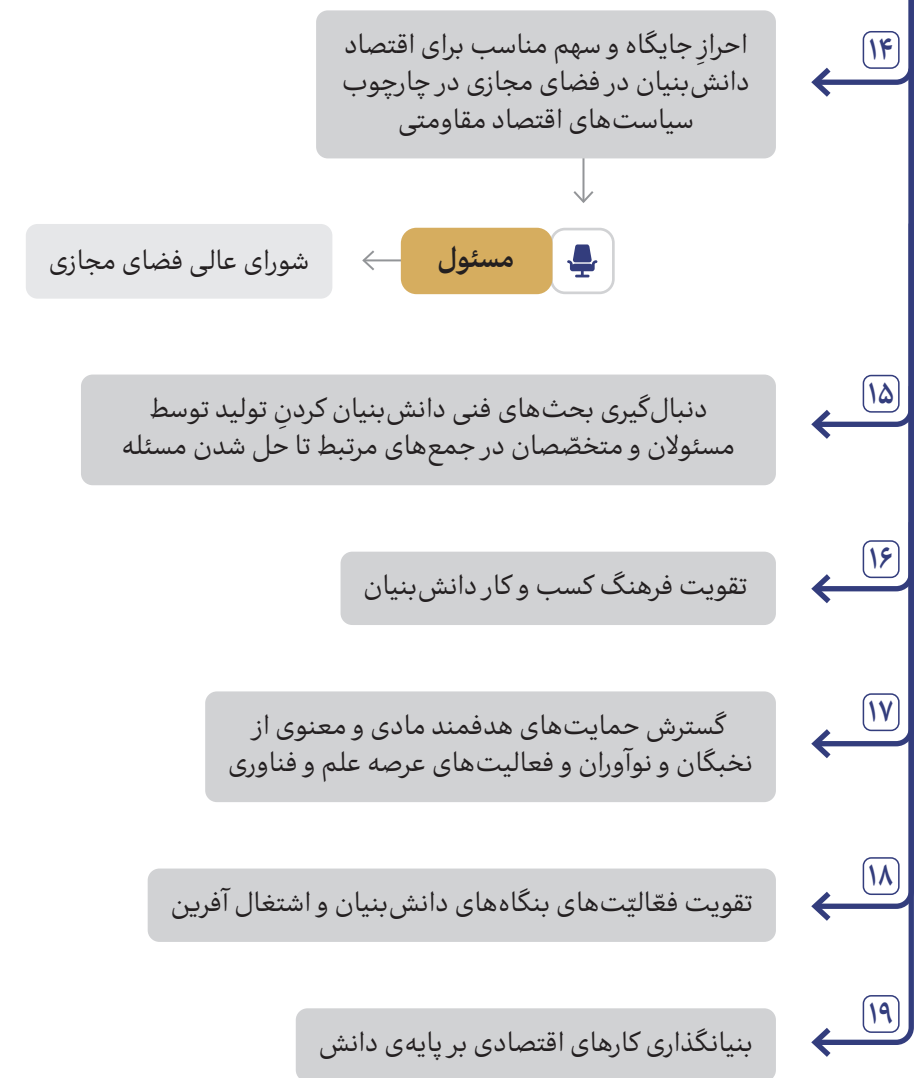 ۱۴
احرازِ جایگاه و سهم مناسب برای اقتصاد
دانش‌بنیان در فضای مجازی در چارچوب
سیاست‌های اقتصاد مقاومتی
مسئول
شورای عالی فضای مجازی
۱۵
دنبال‌گیری بحث‌های فنی دانش‌بنیان کردنِ تولید توسط
مسئولان و متخصّصان در جمع‌های مرتبط تا حل شدن مسئله
۱۶
تقویت فرهنگ کسب و کار دانش‌بنیان
۱۷
گسترش حمایت‌های هدفمند مادی و معنوی از
نخبگان و نوآوران و فعالیت‌های عرصه علم و فناوری
۱۸
تقویت فعّالیّت‌های بنگاه‌های دانش‌بنیان و اشتغال آفرین
۱۹
بنیانگذاری کارهای اقتصادی بر پایه‌ی دانش